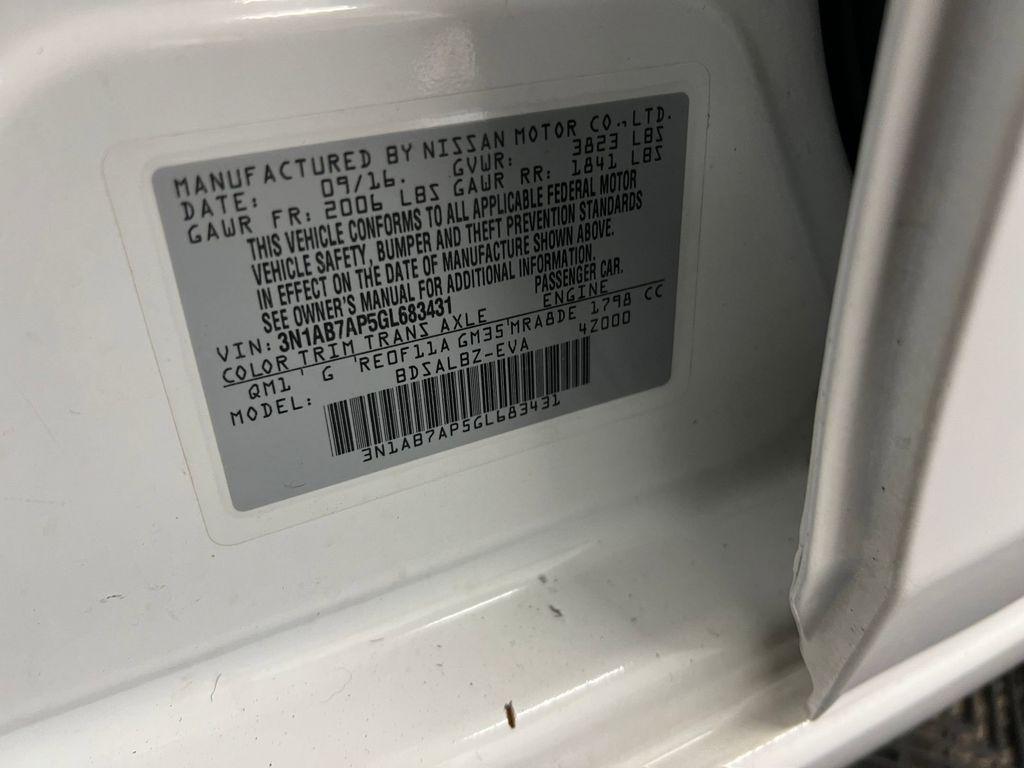 MANUFACTURED BY NISSAN MOTOR CO.,LTD.
DATE: 09/16. GVWR: 3823 LBS
GAWR FR: 2006 LBS GAWR RR: 1841 LBS
THIS VEHICLE CONFORMS TO ALL APPLICABLE FEDERAL MOTOR
VEHICLE SAFETY, BUMPER AND THEFT PREVENTION STANDARDS
IN EFFECT ON THE DATE OF MANUFACTURE SHOWN ABOVE.
SEE OWNER'S MANUAL FOR ADDITIONAL INFORMATION.
VIN: 3N1AB7AP5GL683431 PASSENGER CAR.
COLOR TRIM TRANS AXLE ENGINE
QM1' G RE0F11A GM35'MRA8DE 1798 CC
MODEL: BDSALBZ-EVA 4Z000
3N1AB7AP5GL683431